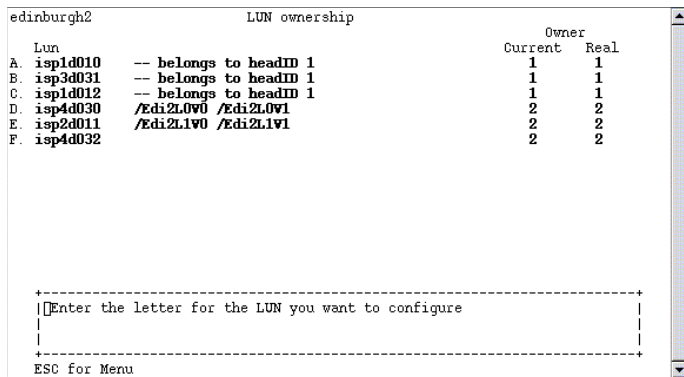 edinburgh2 LUN ownership
Owner
Lun Current Real
A. isp1d010 -- belongs to headID 1 1 1
B. isp3d031 -- belongs to headID 1 1 1
C. isp1d012 -- belongs to headID 1 1 1
D. isp4d030 /Edi2L0V0 /Edi2L0V1 2 2
E. isp2d011 /Edi2L1V0 /Edi2L1V1 2 2
F. isp4d032 2 2
Enter the letter for the LUN you want to configure
ESC for Menu